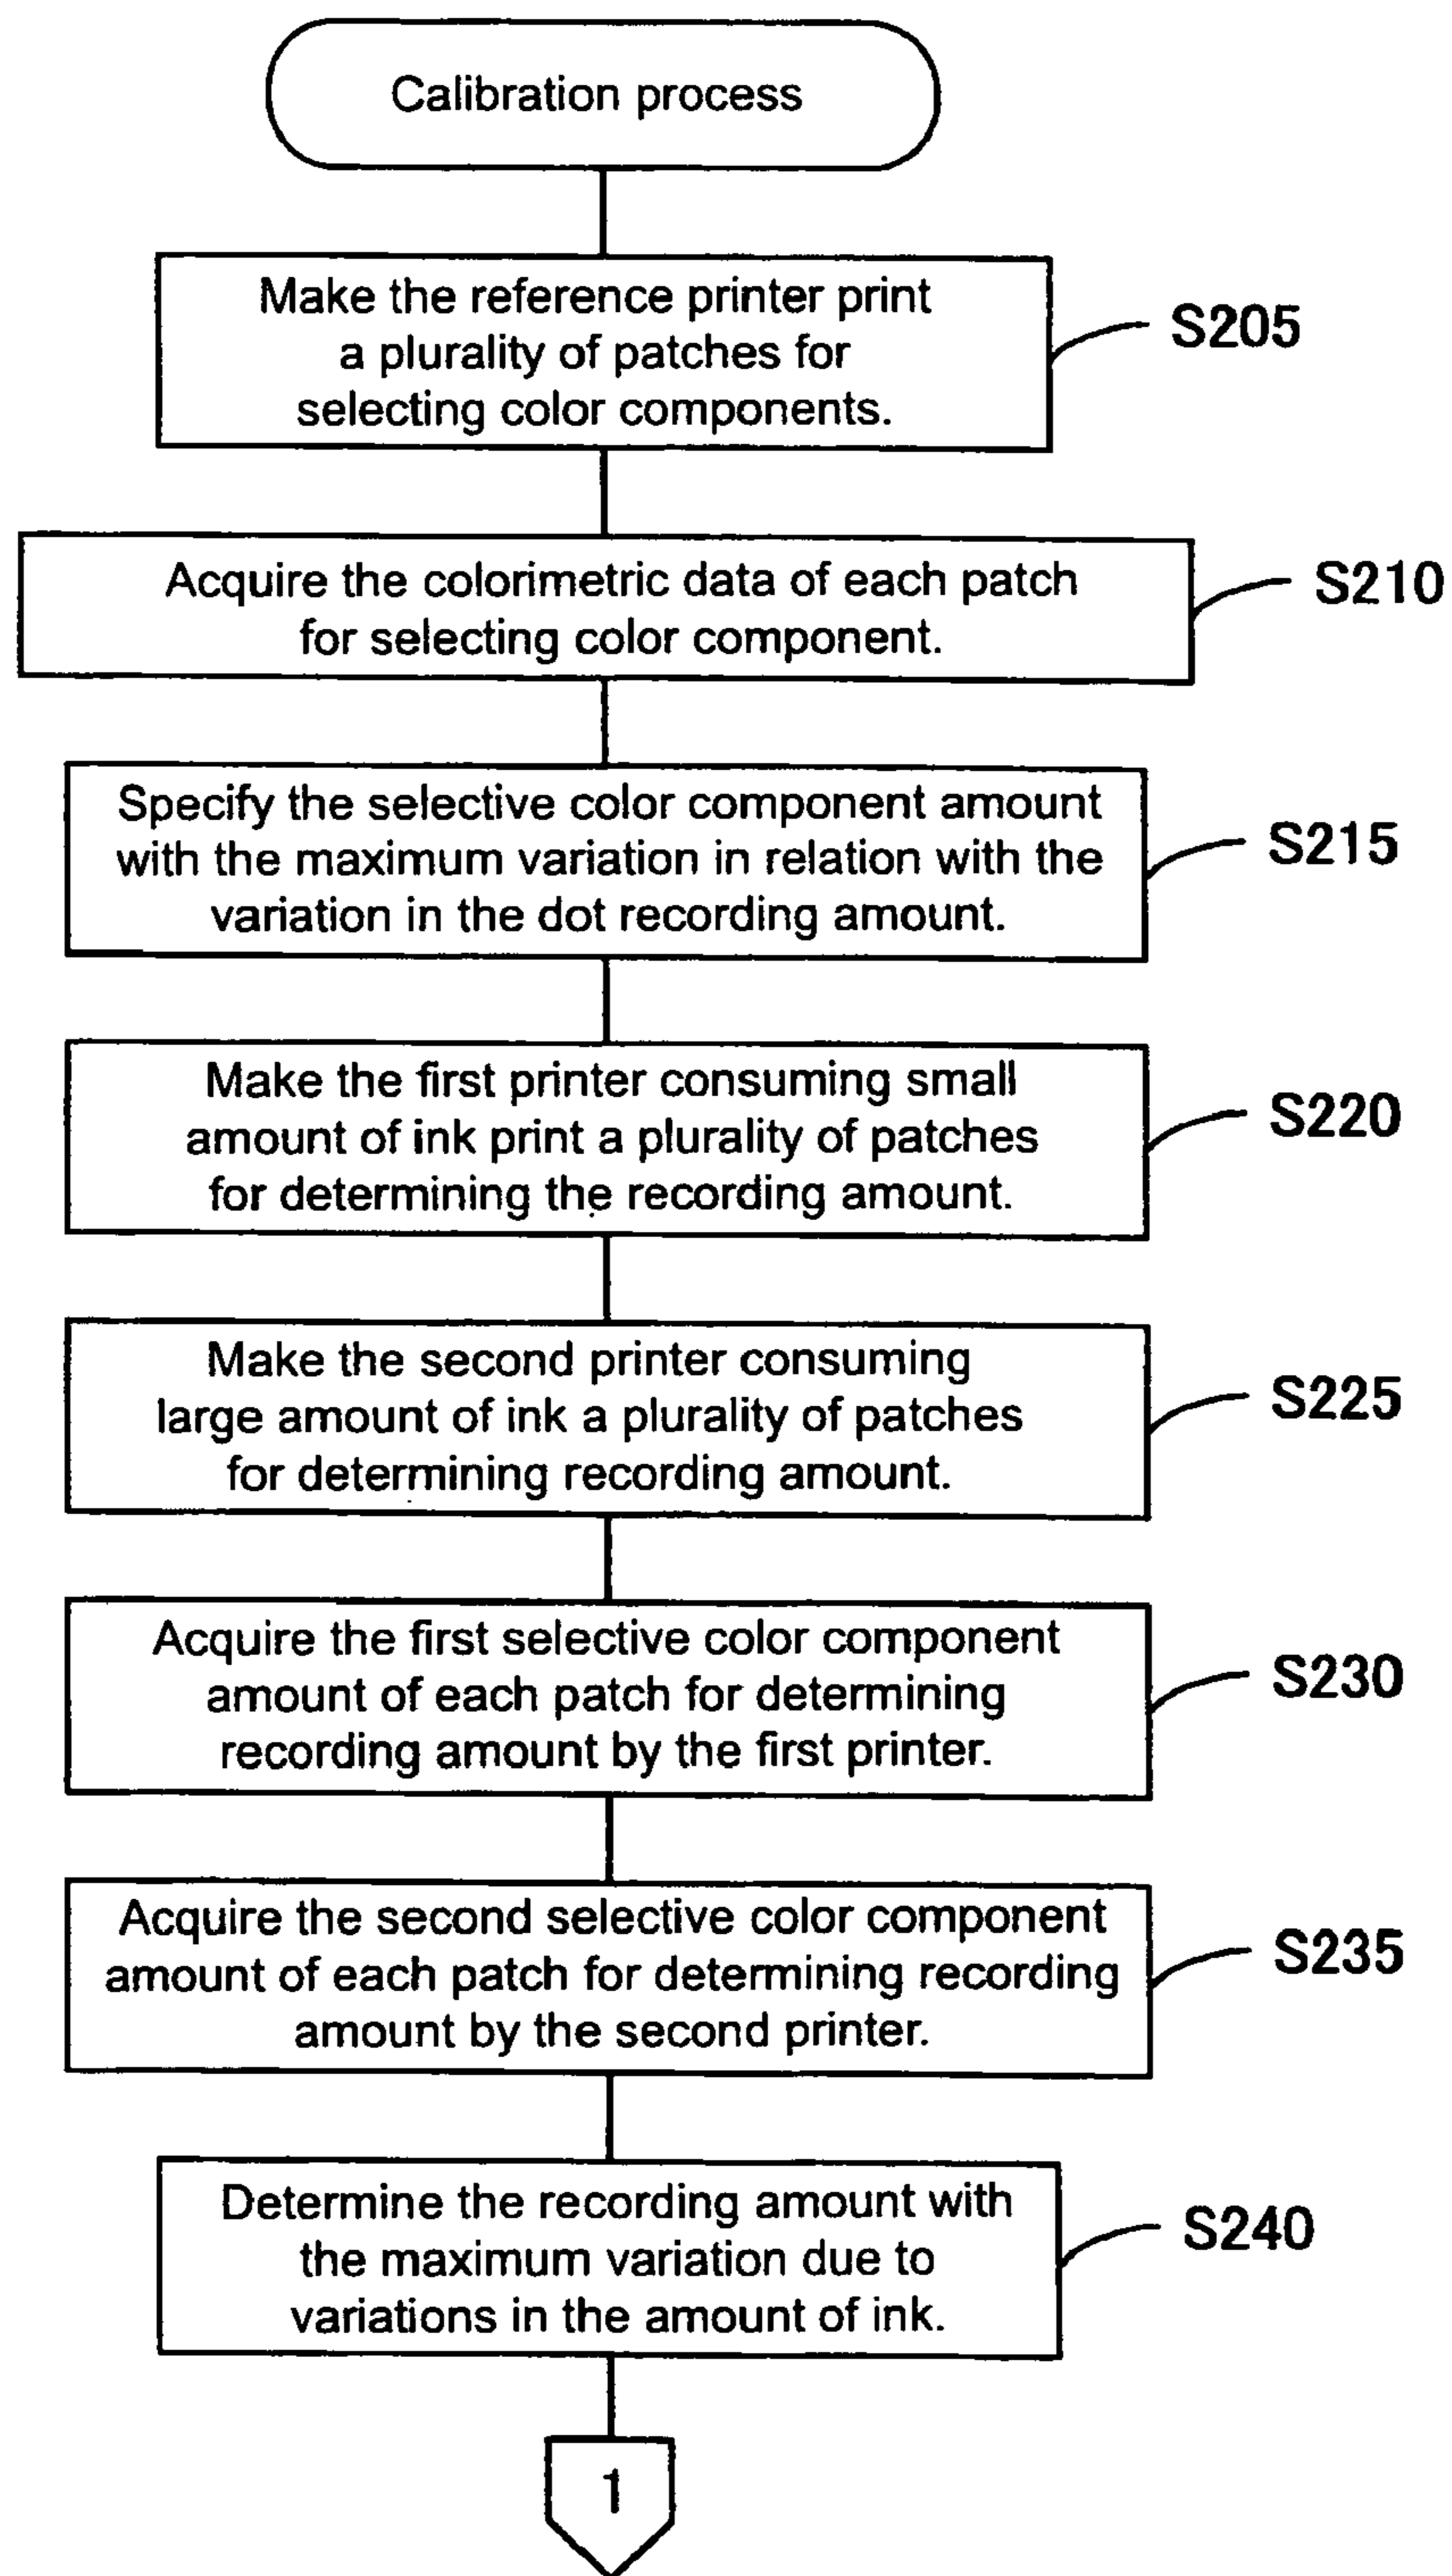 Calibration process
Make the reference printer print
a plurality of patches for
selecting color components.
S205
Acquire the colorimetric data of each patch
for selecting color component.
S210
Specify the selective color component amount
with the maximum variation in relation with the
variation in the dot recording amount.
S215
Make the first printer consuming small
amount of ink print a plurality of patches
for determining the recording amount.
S220
Make the second printer consuming
large amount of ink a plurality of patches
for determining recording amount.
S225
Acquire the first selective color component
amount of each patch for determining
recording amount by the first printer.
S230
Acquire the second selective color component
amount of each patch for determining recording
amount by the second printer.
S235
Determine the recording amount with
the maximum variation due to
variations in the amount of ink.
S240
1